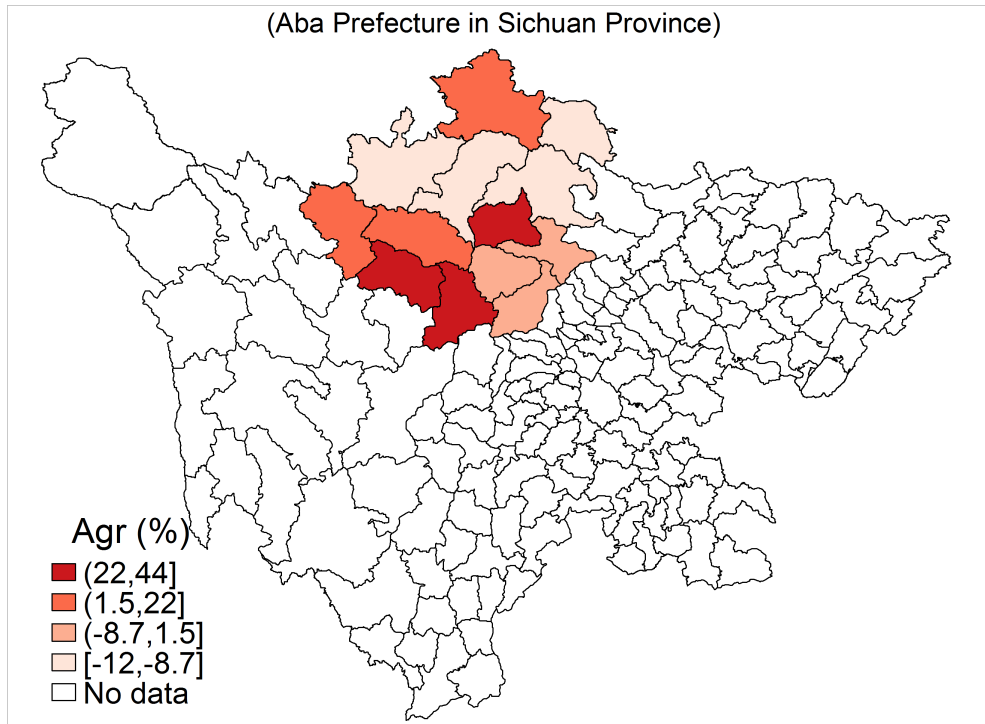 (Aba Prefecture in Sichuan Province)
Agr (%)
(22,44]
(1.5,22]
(-8.7,1.5]
[-12,-8.7]
No data